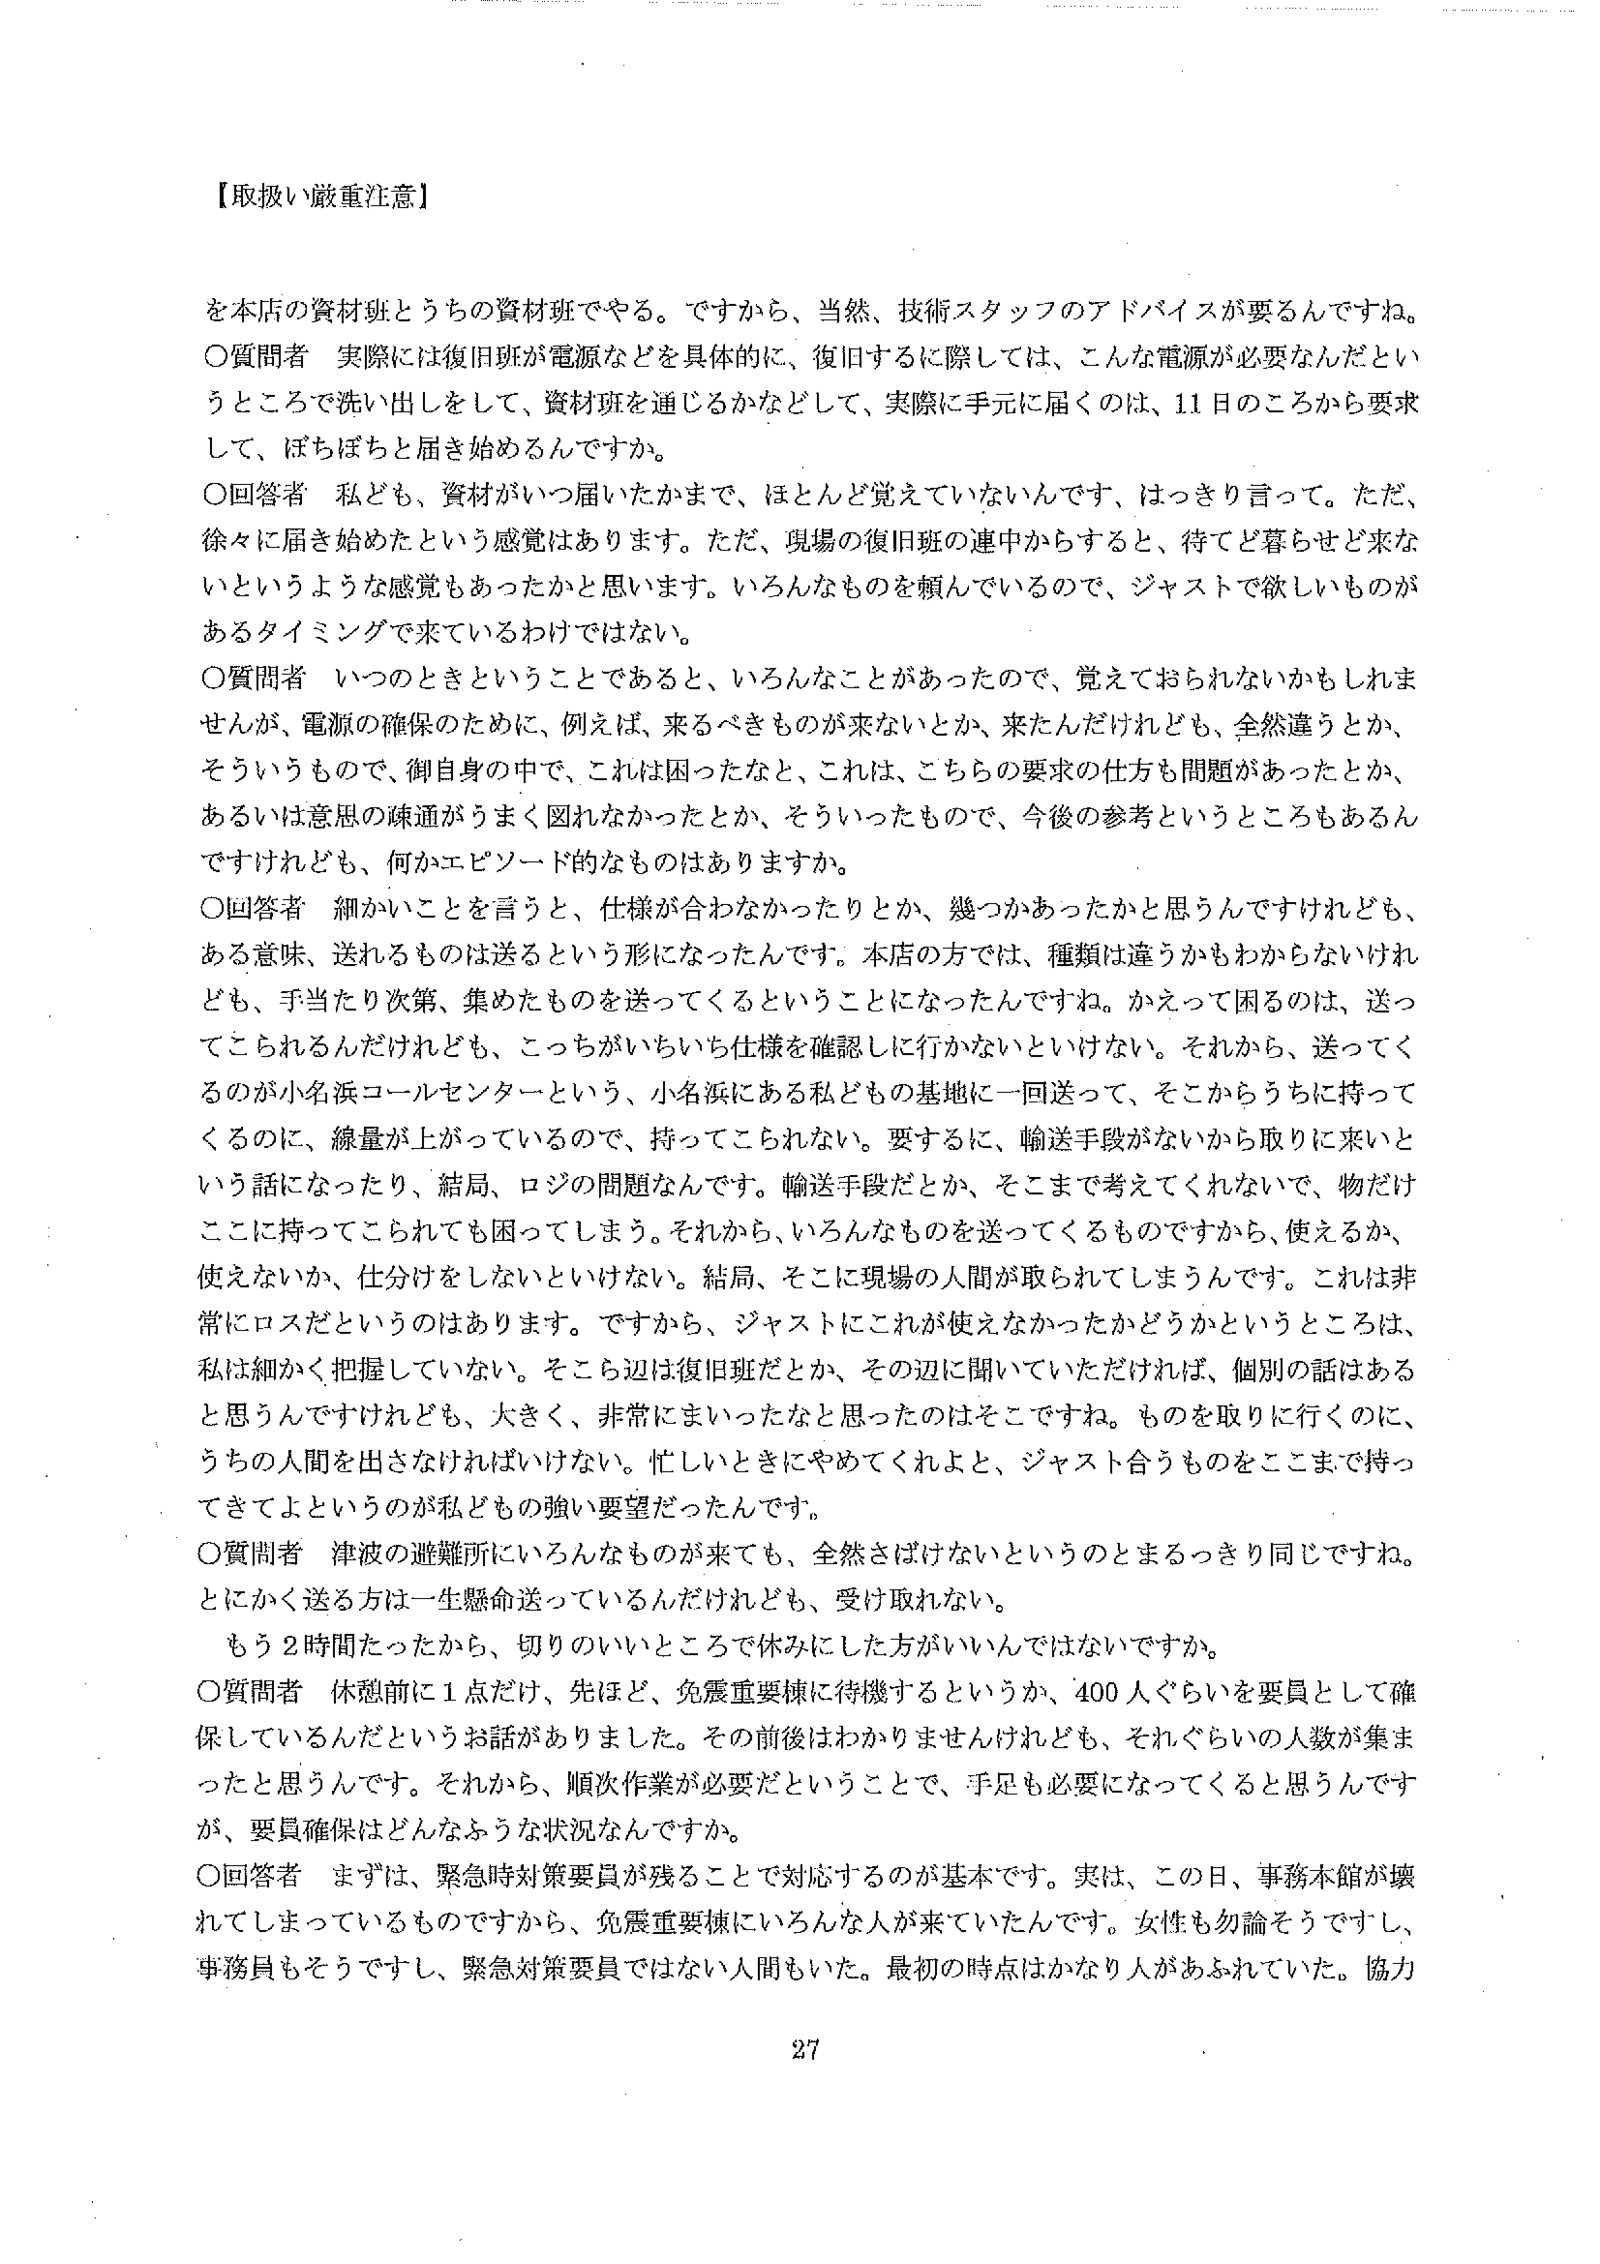 【取扱い厳重注意】
を本店の資材班とうちの資材班でやる。ですから、当然、技術スタッフのアドバイスが要るんですね。
○質問者　実際には復旧班が電源などを具体的に、復旧するに際しては、こんな電源が必要なんだとい
うところで洗い出しをして、資材班を通じるかなどして、実際に手元に届くのは、11日のころから要求
して、ぼちぼちと届き始めるんですか。
○回答者　私ども、資材がいつ届いたかまで、ほとんど覚えていないんです、はっきり言って。ただ、
徐々に届き始めたという感覚はあります。ただ、現場の復旧班の連中からすると、待てど暮らせど来な
いというような感覚もあったかと思います。いろんなものを頼んでいるので、ジャストで欲しいものが
あるタイミングで来ているわけではない。
○質問者　いつのときということであると、いろんなことがあったので、覚えておられないかもしれま
せんが、電源の確保のために、例えば、来るべきものが来ないとか、来たんだけれども、全然違うとか、
そういうもので、御自身の中で、これは困ったなと、これは、こちらの要求の仕方も問題があったとか、
あるいは意思の疎通がうまく図れなかったとか、そういったもので、今後の参考というところもあるん
ですけれども、何かエピソード的なものはありますか。
○回答者　細かいことを言うと、仕様が合わなかったりとか、幾つかあったかと思うんですけれども、
ある意味、送れるものは送るという形になったんです。本店の方では、種類は違うかもわからないけれ
ども、手当たり次第、集めたものを送ってくるということになったんですね。かえって困るのは、送っ
てこられるんだけれども、こっちがいちいち仕様を確認しに行かないといけない。それから、送ってく
るのが小名浜コールセンターという、小名浜にある私どもの基地に一回送って、そこからうちに持って
くるのに、線量が上がっているので、持ってこられない。要するに、輸送手段がないから取りに来いと
いう話になったり、結局、ロジの問題なんです。輸送手段だとか、そこまで考えてくれないで、物だけ
ここに持ってこられても困ってしまう。それから、いろんなものを送ってくるものですから、使えるか、
使えないか、仕分けをしないといけない。結局、そこに現場の人間が取られてしまうんです。これは非
常にロスだというのはあります。ですから、ジャストにこれが使えなかったかどうかというところは、
私は細かく把握していない。そこら辺は復旧班だとか、その辺に聞いていただければ、個別の話はある
と思うんですけれども、大きく、非常にまいったなと思ったのはそこですね。ものを取りに行くのに、
うちの人間を出さなければいけない。忙しいときにやめてくれよと、ジャスト合うものをここまで持っ
てきてよというのが私どもの強い要望だったんです。
○質問者　津波の避難所にいろんなものが来ても、全然さばけないというのとまるっきり同じですね。
とにかく送る方は一生懸命送っているんだけれども、受け取れない。
　もう２時間たったから、切りのいいところで休みにした方がいいんではないですか。
○質問者　休憩前に１点だけ、先ほど、免震重要棟に待機するというか、400人ぐらいを要員として確
保しているんだというお話がありました。その前後はわかりませんけれども、それぐらいの人数が集ま
ったと思うんです。それから、順次作業が必要だということで、手足も必要になってくると思うんです
が、要員確保はどんなふうな状況なんですか。
○回答者　まずは、緊急時対策要員が残ることで対応するのが基本です。実は、この日、事務本館が壊
れてしまっているものですから、免震重要棟にいろんな人が来ていたんです。女性も勿論そうですし、
事務員もそうですし、緊急対策要員ではない人間もいた。最初の時点はかなり人があふれていた。協力
27